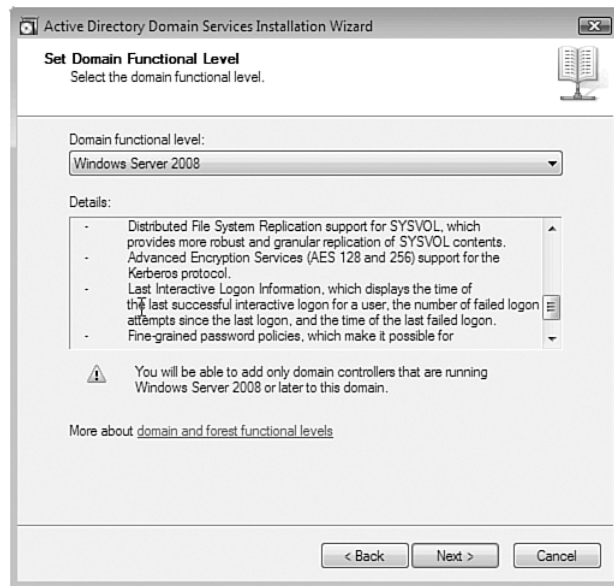 Active Directory Domain Services Installation Wizard
Set Domain Functional Level
Select the domain functional level.
Domain functional level:
Windows Server 2008
Details:
- Distributed File System Replication support for SYSVOL, which
provides more robust and granular replication of SYSVOL contents.
- Advanced Encryption Services (AES 128 and 256) support for the
Kerberos protocol.
- Last Interactive Logon Information, which displays the time of
the last successful interactive logon for a user, the number of failed logon
attempts since the last logon, and the time of the last failed logon.
- Fine-grained password policies, which make it possible for
You will be able to add only domain controllers that are running
Windows Server 2008 or later to this domain.
More about domain and forest functional levels
< Back Next > Cancel